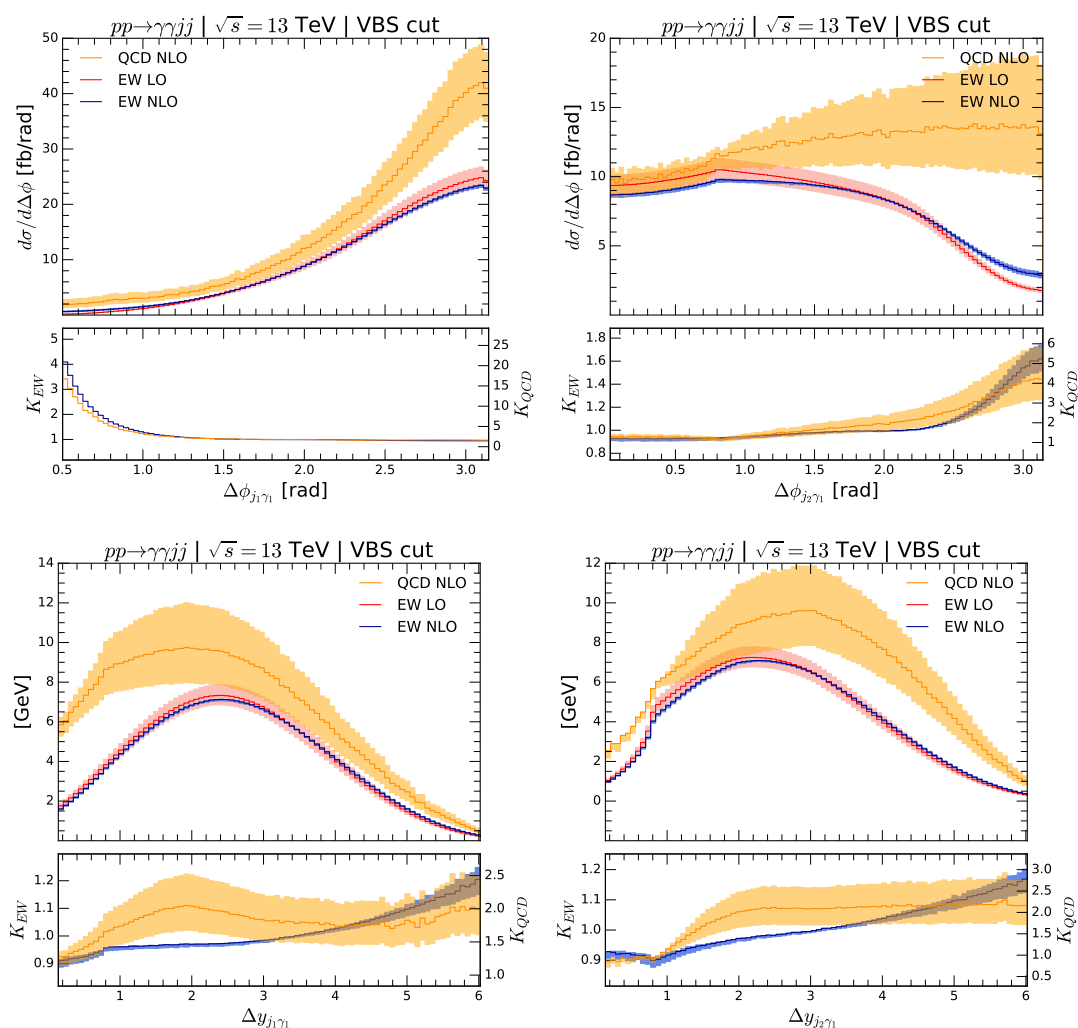 pp→γγjj | √s = 13 TeV | VBS cut
50
40
30
20
10
dσ/dΔϕ [fb/rad]
QCD NLO
EW LO
EW NLO
5
4
3
2
1
K_EW
25
20
15
10
5
0
K_QCD
0.5 1.0 1.5 2.0 2.5 3.0
Δϕ_j₁γ₁ [rad]
pp→γγjj | √s = 13 TeV | VBS cut
20
15
10
5
dσ/dΔϕ [fb/rad]
QCD NLO
EW LO
EW NLO
1.8
1.6
1.4
1.2
1.0
0.8
K_EW
6
5
4
3
2
1
K_QCD
0.5 1.0 1.5 2.0 2.5 3.0
Δϕ_j₂γ₁ [rad]
pp→γγjj | √s = 13 TeV | VBS cut
14
12
10
8
6
4
2
[GeV]
QCD NLO
EW LO
EW NLO
1.2
1.1
1.0
0.9
K_EW
2.5
2.0
1.5
1.0
K_QCD
1 2 3 4 5 6
Δy_j₁γ₁
pp→γγjj | √s = 13 TeV | VBS cut
12
10
8
6
4
2
0
[GeV]
QCD NLO
EW LO
EW NLO
1.2
1.1
1.0
0.9
K_EW
3.0
2.5
2.0
1.5
1.0
0.5
K_QCD
1 2 3 4 5 6
Δy_j₂γ₁